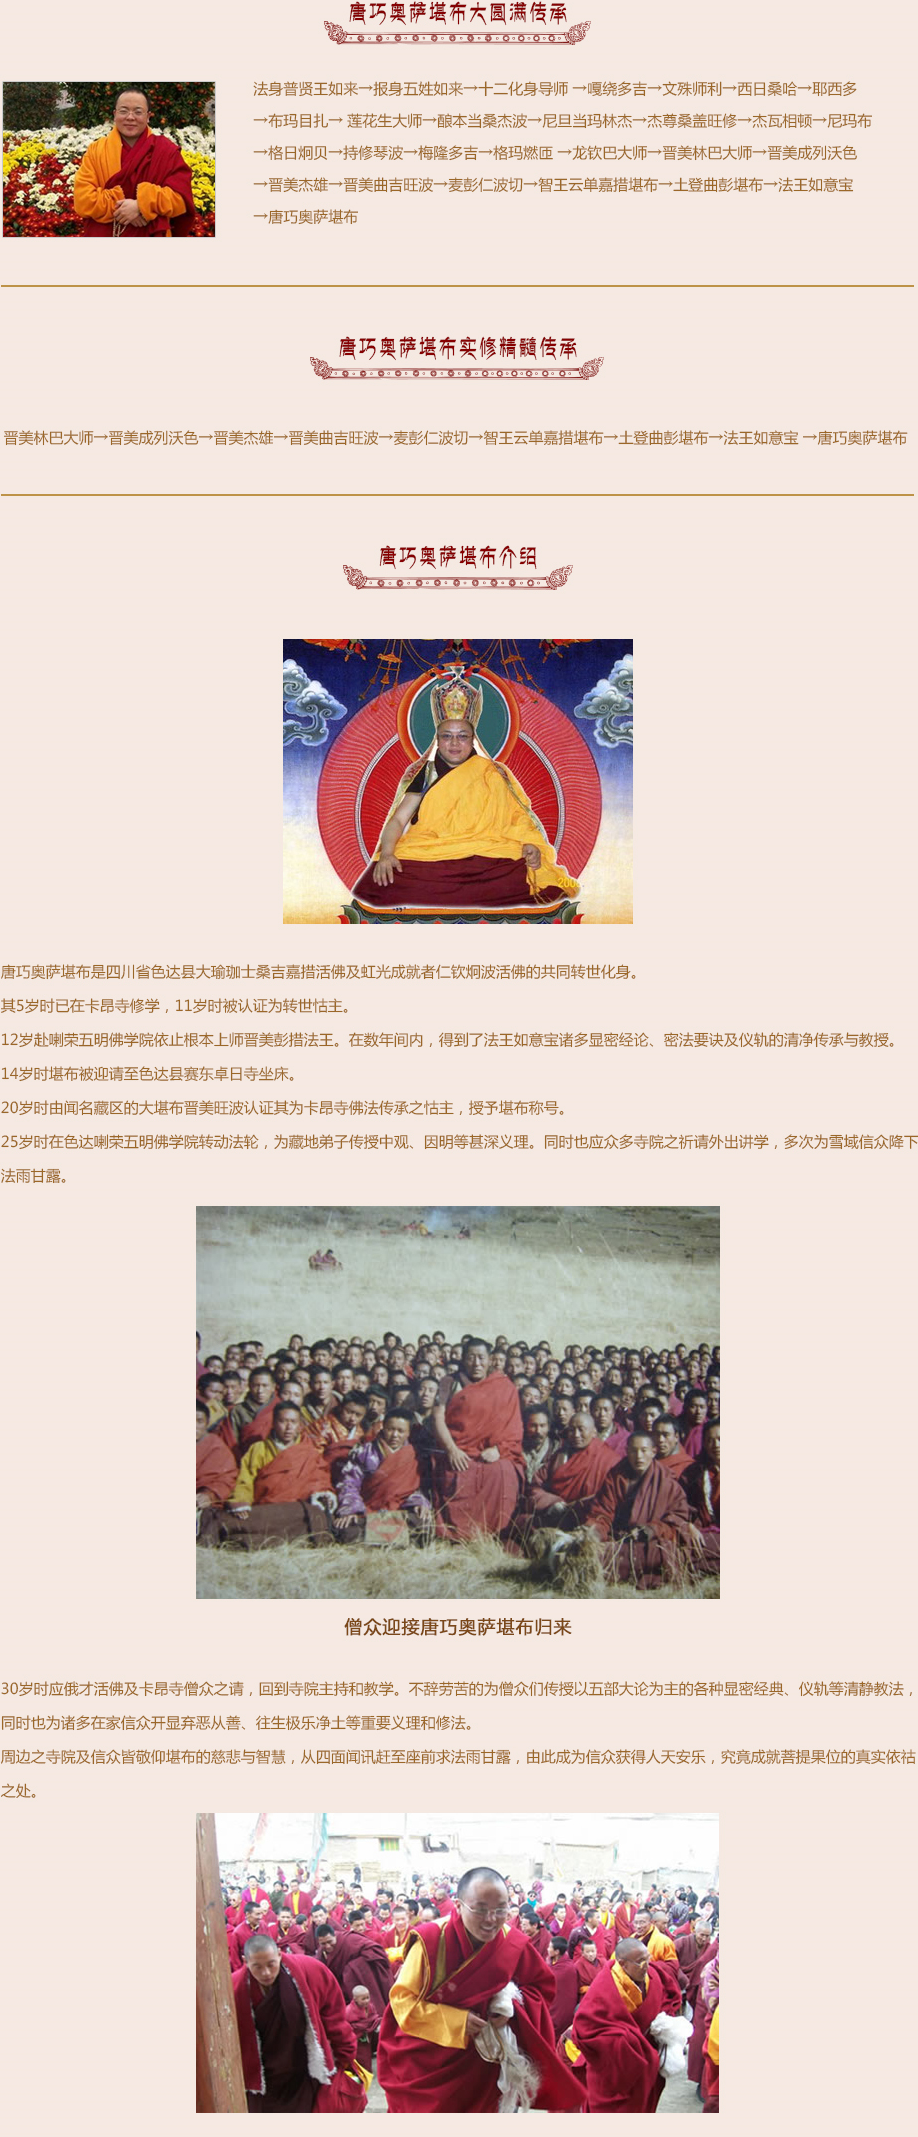 唐巧奥萨堪布大圆满传承
法身普贤王如来→报身五姓如来→十二化身导师 →嘎绕多吉→文殊师利→西日桑哈→耶西多
→布玛目扎→ 莲花生大师→酿本当桑杰波→尼旦当玛林杰→杰尊桑盖旺修→杰瓦相顿→尼玛布
→格日炯贝→持修琴波→梅隆多吉→格玛燃匝 →龙钦巴大师→晋美林巴大师→晋美成列沃色
→晋美杰雄→晋美曲吉旺波→麦彭仁波切→智王云单嘉措堪布→土登曲彭堪布→法王如意宝
→唐巧奥萨堪布
唐巧奥萨堪布实修精髓传承
晋美林巴大师→晋美成列沃色→晋美杰雄→晋美曲吉旺波→麦彭仁波切→智王云单嘉措堪布→土登曲彭堪布→法王如意宝 →唐巧奥萨堪布
唐巧奥萨堪布介绍
唐巧奥萨堪布是四川省色达县大瑜珈士桑吉嘉措活佛及虹光成就者仁钦炯波活佛的共同转世化身。
其5岁时已在卡昂寺修学，11岁时被认证为转世怙主。
12岁赴喇荣五明佛学院依止根本上师晋美彭措法王。在数年间内，得到了法王如意宝诸多显密经论、密法要诀及仪轨的清净传承与教授。
14岁时堪布被迎请至色达县赛东卓日寺坐床。
20岁时由闻名藏区的大堪布晋美旺波认证其为卡昂寺佛法传承之怙主，授予堪布称号。
25岁时在色达喇荣五明佛学院转动法轮，为藏地弟子传授中观、因明等甚深义理。同时也应众多寺院之祈请外出讲学，多次为雪域信众降下
法雨甘露。
僧众迎接唐巧奥萨堪布归来
30岁时应俄才活佛及卡昂寺僧众之请，回到寺院主持和教学。不辞劳苦的为僧众们传授以五部大论为主的各种显密经典、仪轨等清静教法，
同时也为诸多在家信众开显弃恶从善、往生极乐净土等重要义理和修法。
周边之寺院及信众皆敬仰堪布的慈悲与智慧，从四面闻讯赶至座前求法雨甘露，由此成为信众获得人天安乐，究竟成就菩提果位的真实依祜
之处。